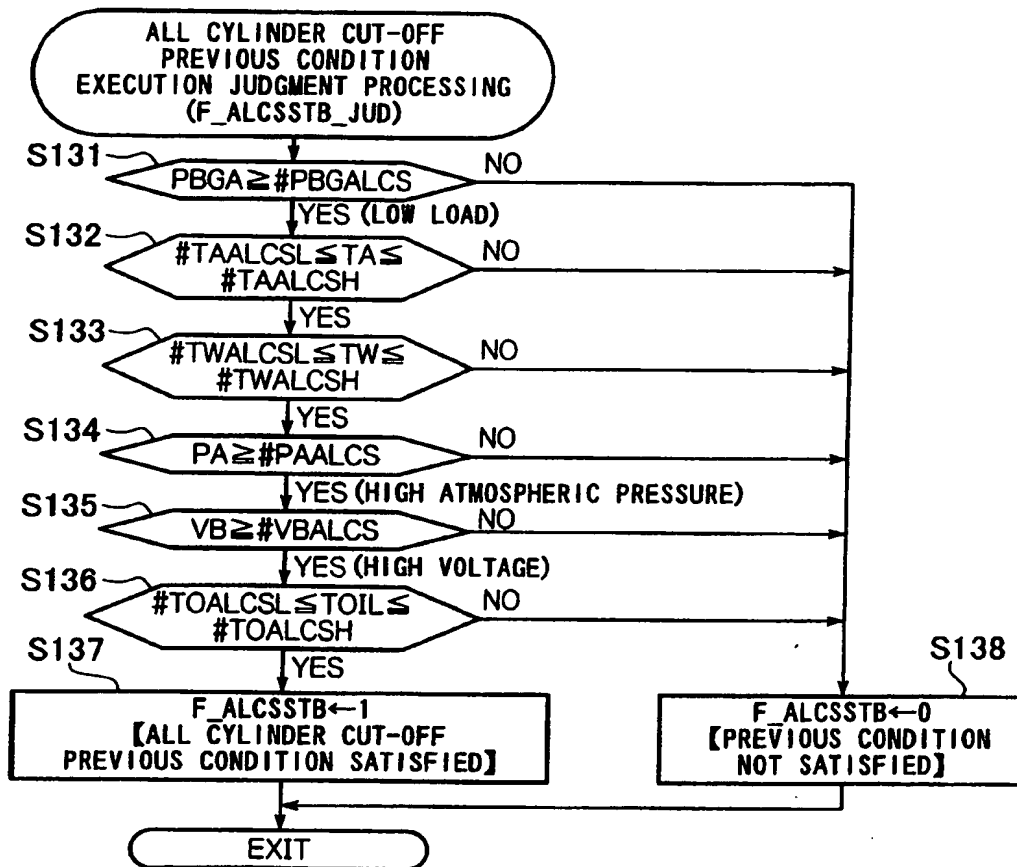 ALL CYLINDER CUT-OFF
PREVIOUS CONDITION
EXECUTION JUDGMENT PROCESSING
(F_ALCSSTB_JUD)
S131
PBGA≧#PBGALCS
NO
YES (LOW LOAD)
S132
#TAALCSL≦TA≦
#TAALCSH
NO
YES
S133
#TWALCSL≦TW≦
#TWALCSH
NO
YES
S134
PA≧#PAALCS
NO
YES (HIGH ATMOSPHERIC PRESSURE)
S135
VB≧#VBALCS
NO
YES (HIGH VOLTAGE)
S136
#TOALCSL≦TOIL≦
#TOALCSH
NO
YES
S137
F_ALCSSTB←1
【ALL CYLINDER CUT-OFF
PREVIOUS CONDITION SATISFIED】
S138
F_ALCSSTB←0
【PREVIOUS CONDITION
NOT SATISFIED】
EXIT